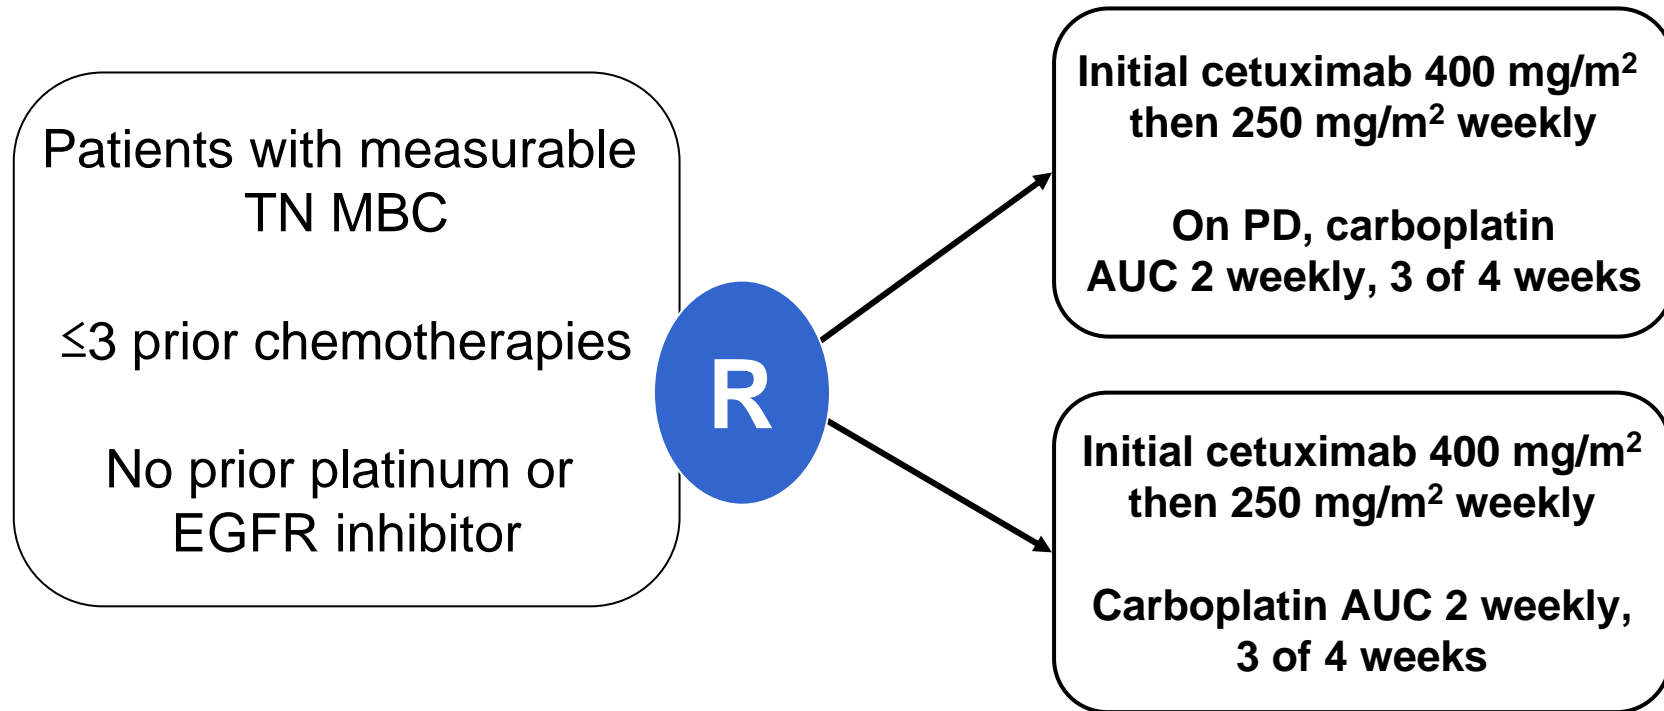 Patients with measurable
TN MBC
≤3 prior chemotherapies
No prior platinum or
EGFR inhibitor
R
Initial cetuximab 400 mg/m²
then 250 mg/m² weekly
On PD, carboplatin
AUC 2 weekly, 3 of 4 weeks
Initial cetuximab 400 mg/m²
then 250 mg/m² weekly
Carboplatin AUC 2 weekly,
3 of 4 weeks